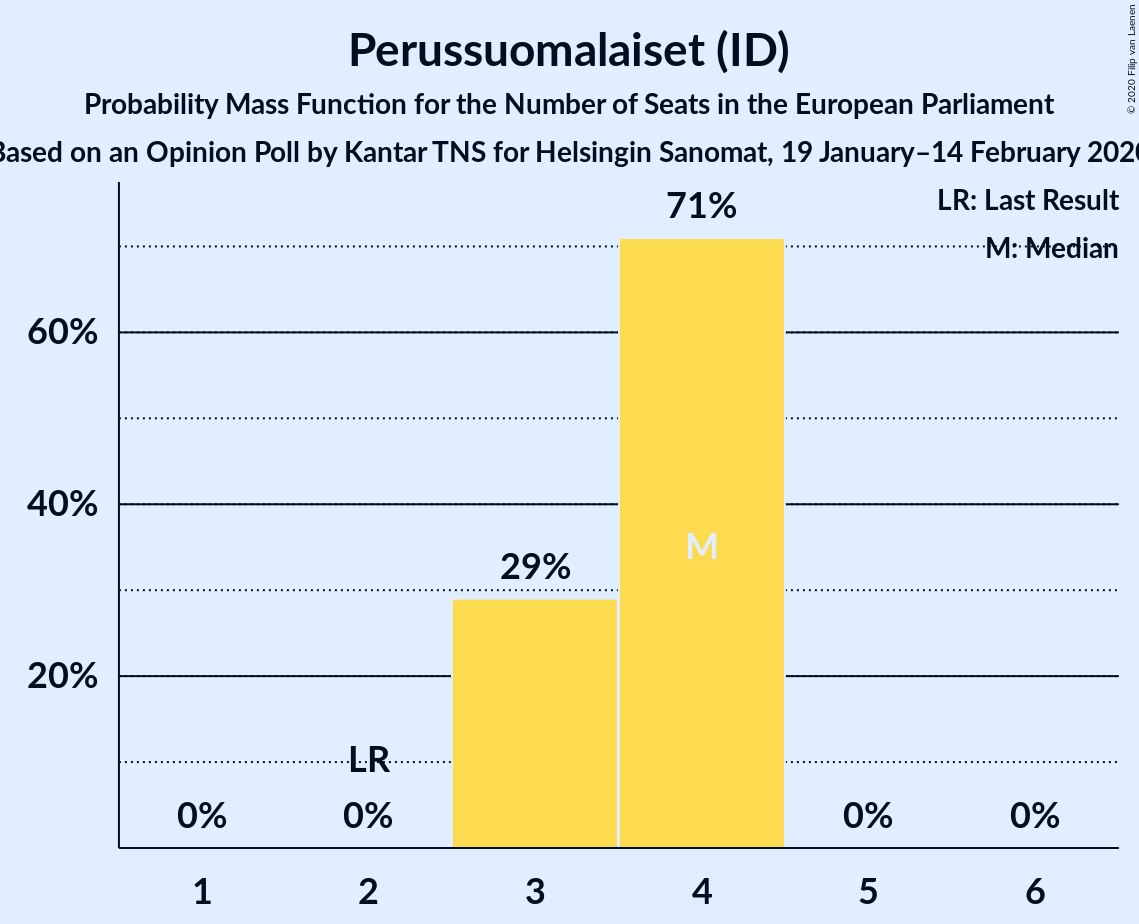 Perussuomalaiset (ID)
Probability Mass Function for the Number of Seats in the European Parliament
Based on an Opinion Poll by Kantar TNS for Helsingin Sanomat, 19 January–14 February 2020
© 2020 Filip van Laenen
LR: Last Result
M: Median
71%
60%
40%
29%
M
20%
LR
0%
0%
0%
0%
1
2
3
4
5
6